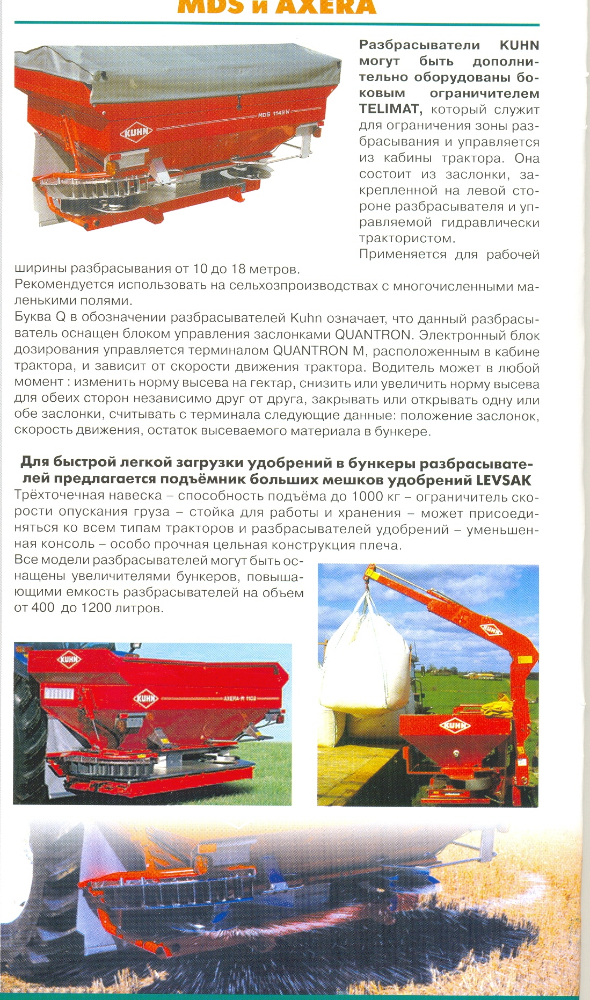 MDS и AXERA
Разбрасыватели KUHN
могут быть дополни-
тельно оборудованы бо-
ковым ограничителем
TELIMAT, который служит
для ограничения зоны раз-
брасывания и управляется
из кабины трактора. Она
состоит из заслонки, за-
крепленной на левой сто-
роне разбрасывателя и уп-
равляемой гидравлически
трактористом.
Применяется для рабочей
ширины разбрасывания от 10 до 18 метров.
Рекомендуется использовать на сельхозпроизводствах с многочисленными ма-
ленькими полями.
Буква Q в обозначении разбрасывателей Kuhn означает, что данный разбрасы-
ватель оснащен блоком управления заслонками QUANTRON. Электронный блок
дозирования управляется терминалом QUANTRON M, расположенным в кабине
трактора, и зависит от скорости движения трактора. Водитель может в любой
момент : изменить норму высева на гектар, снизить или увеличить норму высева
для обеих сторон независимо друг от друга, закрывать или открывать одну или
обе заслонки, считывать с терминала следующие данные: положение заслонок,
скорость движения, остаток высеваемого материала в бункере.
Для быстрой легкой загрузки удобрений в бункеры разбрасывате-
лей предлагается подъёмник больших мешков удобрений LEVSAK
Трёхточечная навеска – способность подъёма до 1000 кг – ограничитель ско-
рости опускания груза – стойка для работы и хранения – может присоеди-
няться ко всем типам тракторов и разбрасывателей удобрений – уменьшен-
ная консоль – особо прочная цельная конструкция плеча.
Все модели разбрасывателей могут быть ос-
нащены увеличителями бункеров, повыша-
ющими емкость разбрасывателей на объем
от 400 до 1200 литров.
MDS 1142W
KUHN
KUHN
KUHN
AXERA-M 1102
KUHN
KUHN